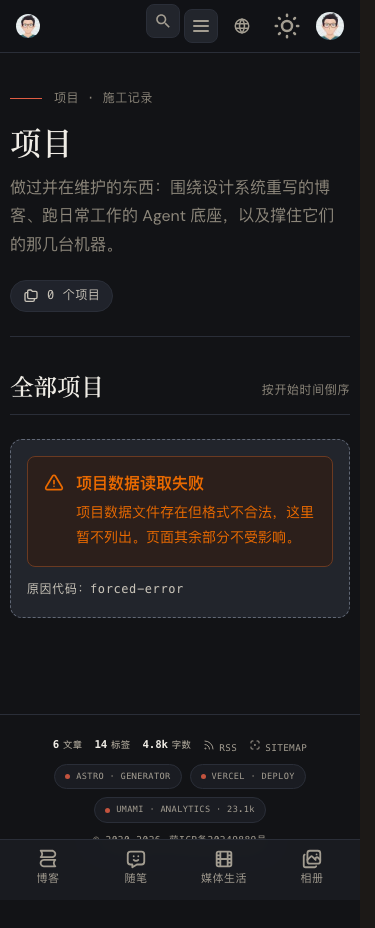 项目 · 施工记录
项目
做过并在维护的东西：围绕设计系统重写的博
客、跑日常工作的 Agent 底座，以及撑住它们
的那几台机器。
0 个项目
全部项目
按开始时间倒序
项目数据读取失败
项目数据文件存在但格式不合法，这里
暂不列出。页面其余部分不受影响。
原因代码：forced-error
6 文章 14 标签 4.8k 字数 RSS SITEMAP
ASTRO · GENERATOR VERCEL · DEPLOY
UMAMI · ANALYTICS · 23.1k
博客 随笔 媒体生活 相册